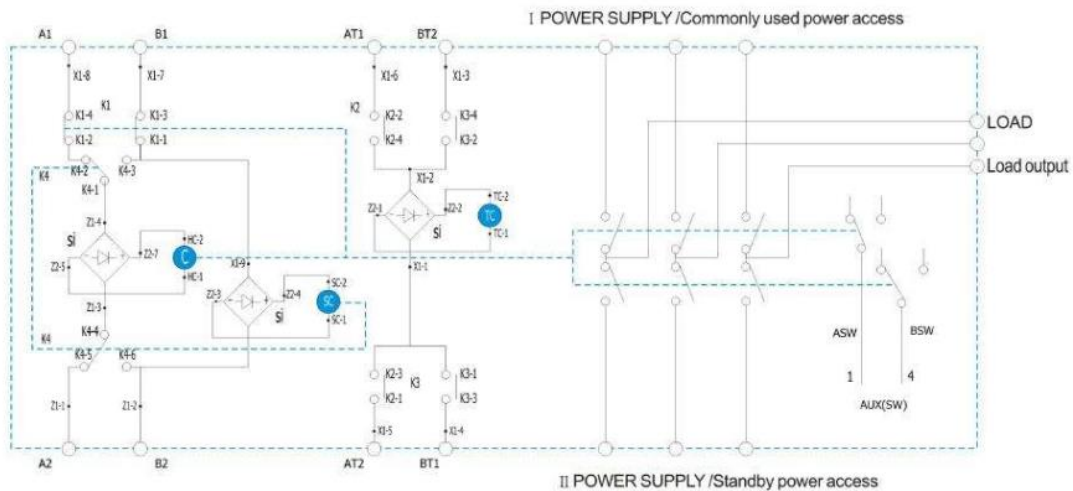 I POWER SUPPLY /Commonly used power access
A1 B1 AT1 BT2
X1-8 X1-7 X1-6 X1-3
K1 K2
K1-4 K1-3 K2-2 K3-4
K1-2 K1-1 K2-4 K3-2
LOAD
K4 K4-2 K4-3
K4-1
Load output
X1-2
TC-2
Z2-1 Z2-2 TC
Si TC-1
Z1-4
Si HC-2
Z2-7 C
Z2-5 HC-1
X1-9 X1-1
SC-2
Z2-3 Z2-4 SC
Si SC-1
Z1-3
K4-4
K4
K4-5 K4-6
ASW BSW
K2-3 K3 K3-1
K2-1 K3-3
1 4
AUX(SW)
Z1-1 Z1-2
X1-5 X1-4
A2 B2 AT2 BT1
II POWER SUPPLY /Standby power access